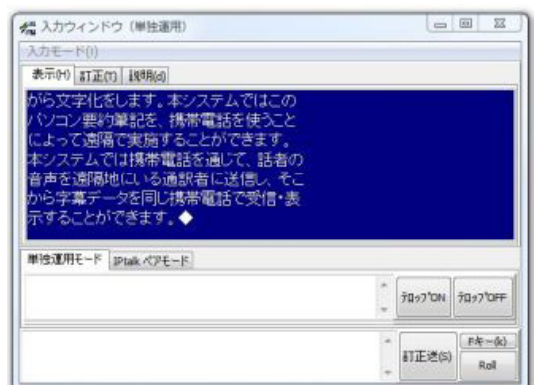 入力ウィンドウ（単独運用）
入力モード(I)
表示(H) 訂正(T) 説明(d)
がら文字化をします。本システムではこの
パソコン要約筆記を、携帯電話を使うこと
によって遠隔で実施することができます。
本システムでは携帯電話を通じて、話者の
音声を遠隔地にいる通訳者に送信し、そこ
から字幕データを同じ携帯電話で受信・表
示することができます。◆
単独運用モード IPtalk ペアモード
ﾃﾛｯﾌﾟON ﾃﾛｯﾌﾟOFF
訂正送(S) Fキー(k)
Roll